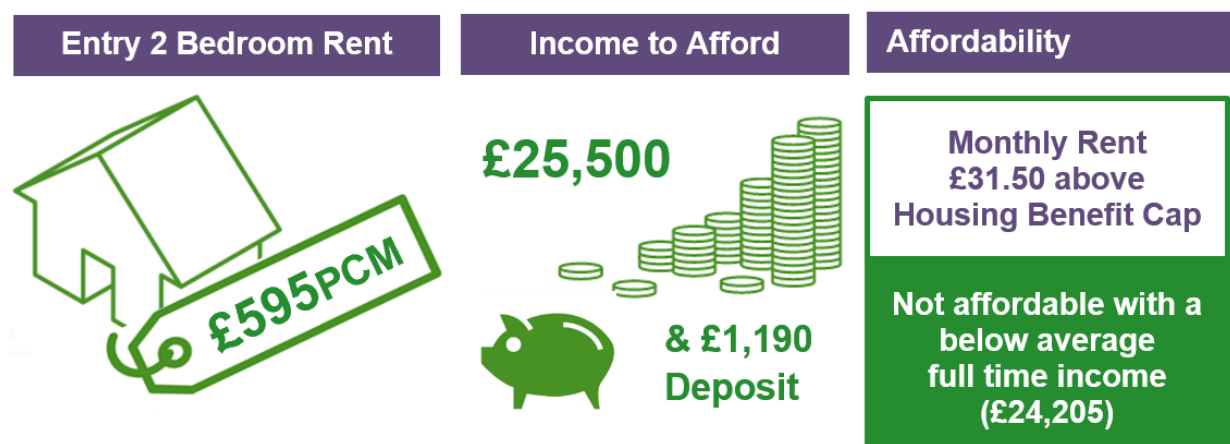 Entry 2 Bedroom Rent
£595PCM
Income to Afford
£25,500
& £1,190
Deposit
Affordability
Monthly Rent
£31.50 above
Housing Benefit Cap
Not affordable with a
below average
full time income
(£24,205)